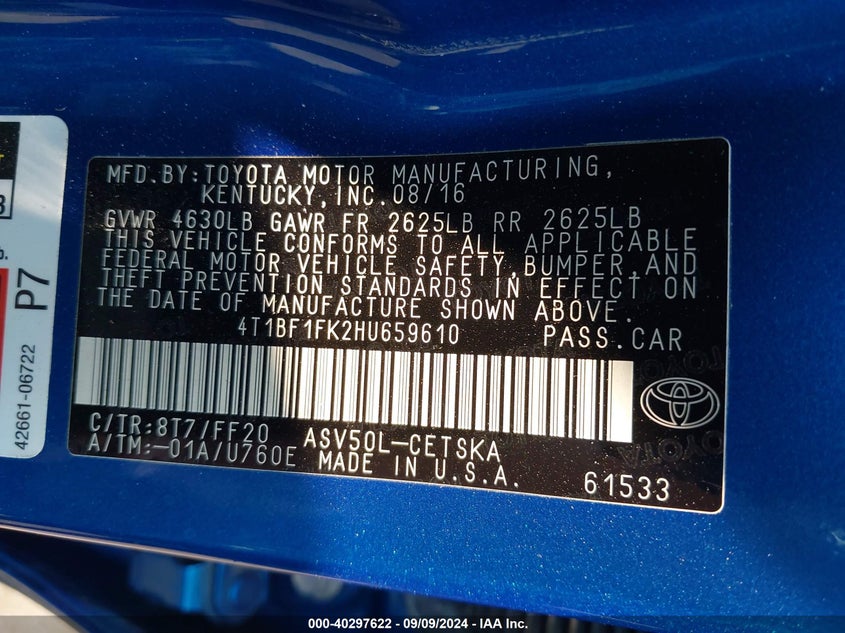 MFD.BY:TOYOTA MOTOR MANUFACTURING,
KENTUCKY,INC.08/16
GVWR 4630LB GAWR FR 2625LB RR 2625LB
THIS VEHICLE CONFORMS TO ALL APPLICABLE
FEDERAL MOTOR VEHICLE SAFETY,BUMPER,AND
THEFT PREVENTION STANDARDS IN EFFECT ON
THE DATE OF MANUFACTURE SHOWN ABOVE.
4T1BF1FK2HU659610 PASS.CAR
C/TR:8T7/FF20 ASV50L-CETSKA
A/TM:-01A/U760E MADE IN U.S.A.
61533
TOYOTA
P7
42661-06722
000-40297622 / 09/09/2024 - IAA Inc.